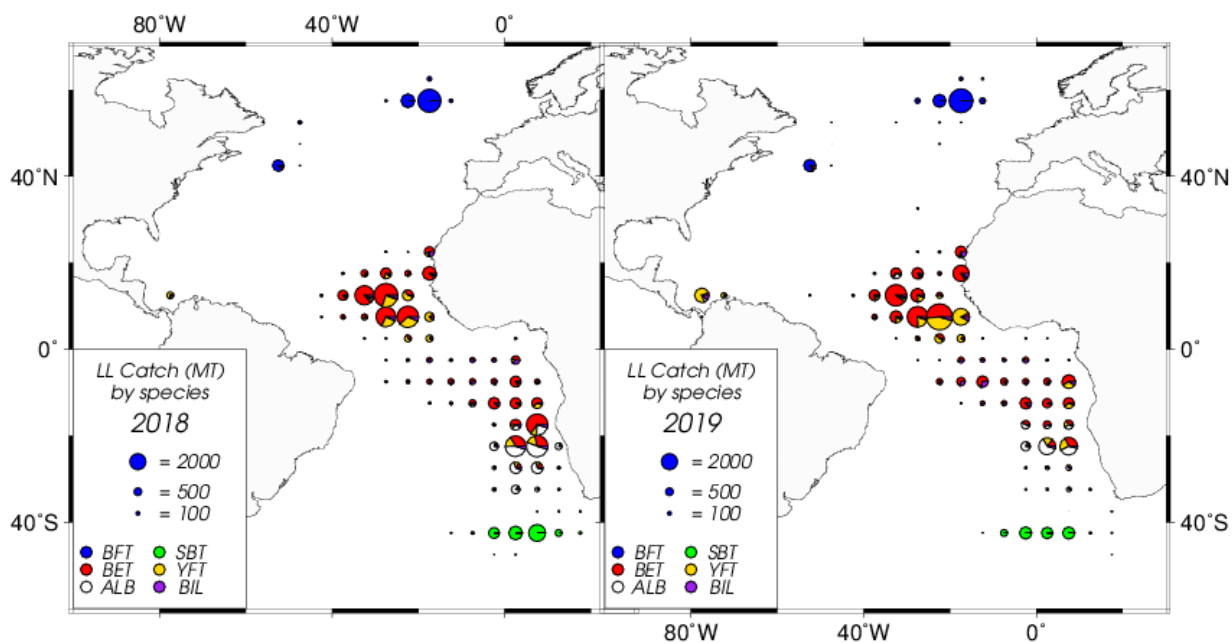 80˚W 40˚W 0˚
40˚N 40˚N
0˚ 0˚
40˚S 40˚S
LL Catch (MT)
by species
2018
= 2000
= 500
= 100
BFT SBT
BET YFT
ALB BIL
LL Catch (MT)
by species
2019
= 2000
= 500
= 100
BFT SBT
BET YFT
ALB BIL
80˚W 40˚W 0˚